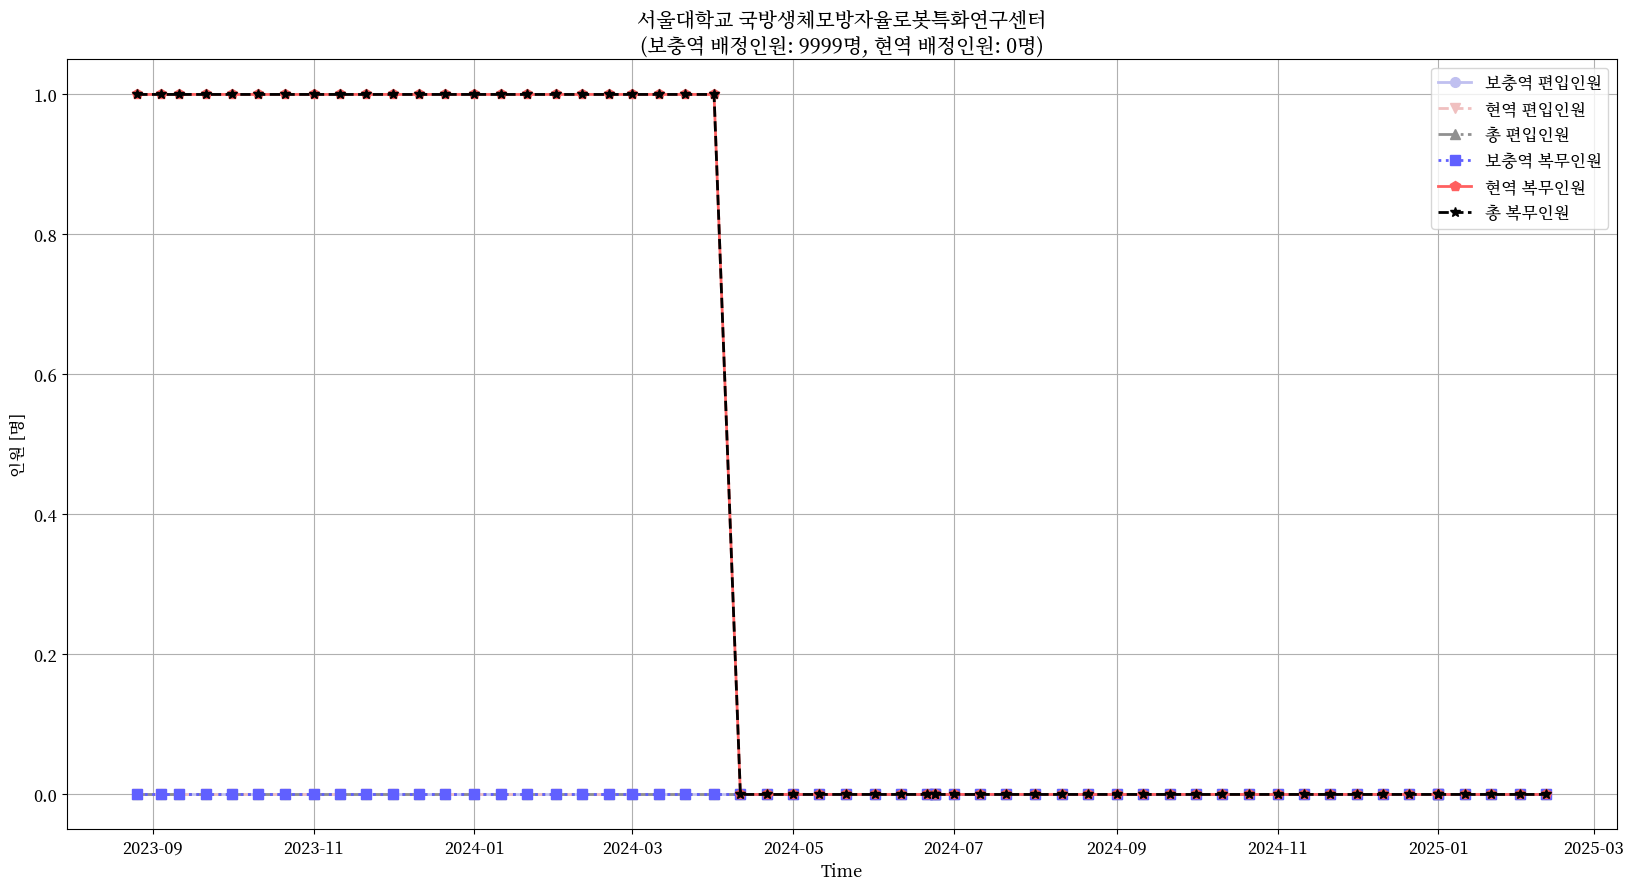 서울대학교 국방생체모방자율로봇특화연구센터
(보충역 배정인원: 9999명, 현역 배정인원: 0명)
보충역 편입인원
현역 편입인원
총 편입인원
보충역 복무인원
현역 복무인원
총 복무인원
인원 [명]
1.0
0.8
0.6
0.4
0.2
0.0
2023-09 2023-11 2024-01 2024-03 2024-05 2024-07 2024-09 2024-11 2025-01 2025-03
Time